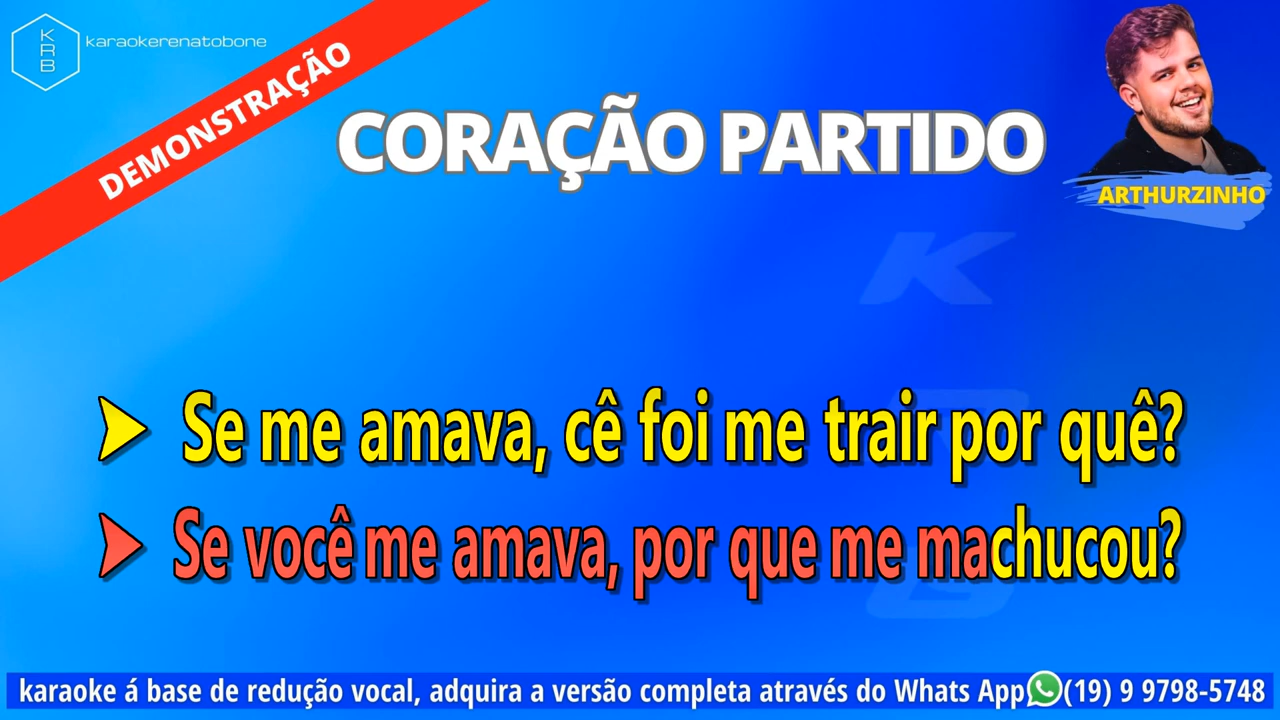 KRB
karaokerenatobone
DEMONSTRAÇÃO
CORAÇÃO PARTIDO
ARTHURZINHO
K
R
B
Se me amava, cê foi me trair por quê?
Se você me amava, por que me machucou?
karaoke á base de redução vocal, adquira a versão completa através do Whats App (19) 9 9798-5748